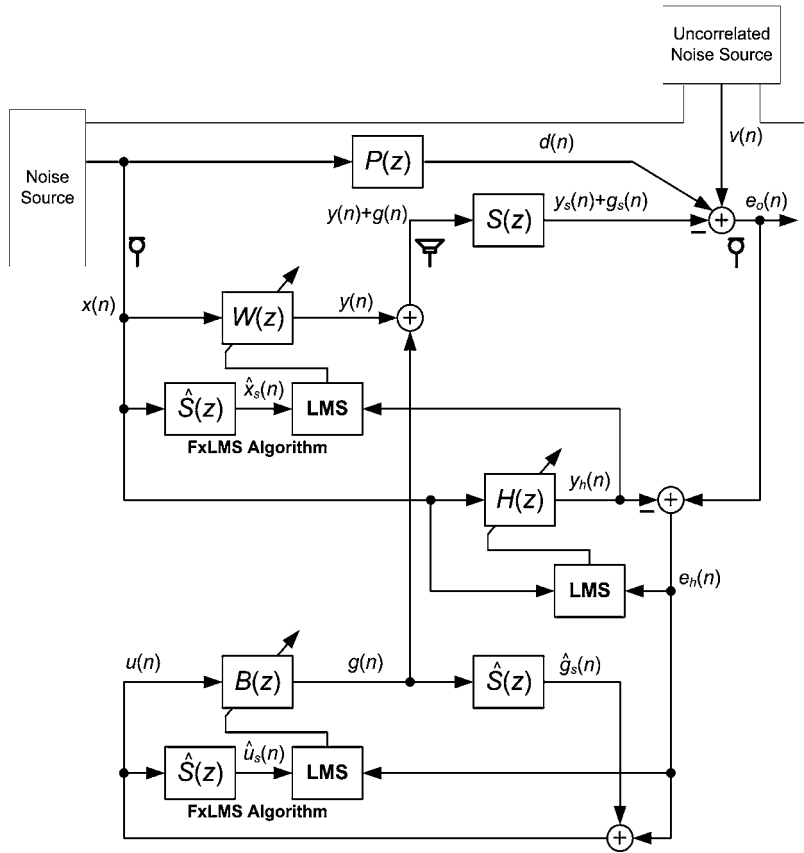 Uncorrelated
Noise Source
Noise
Source
P(z)
d(n)
v(n)
y(n)+g(n)
S(z)
yₛ(n)+gₛ(n)
eₒ(n)
−
+
x(n)
W(z)
y(n)
+
Ŝ(z)
x̂ₛ(n)
LMS
FxLMS Algorithm
H(z)
yₕ(n)
−
+
LMS
eₕ(n)
u(n)
B(z)
g(n)
Ŝ(z)
ĝₛ(n)
Ŝ(z)
ûₛ(n)
LMS
FxLMS Algorithm
+